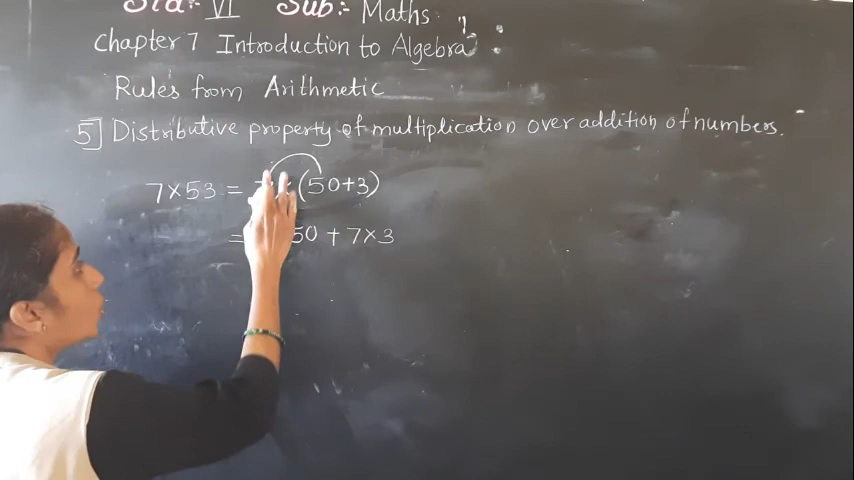 Std:- VI Sub:- Maths.
Chapter 7 Introduction to Algebra
Rules from Arithmetic
5] Distributive property of multiplication over addition of numbers.
7×53 = (50+3)
= 50 + 7×3